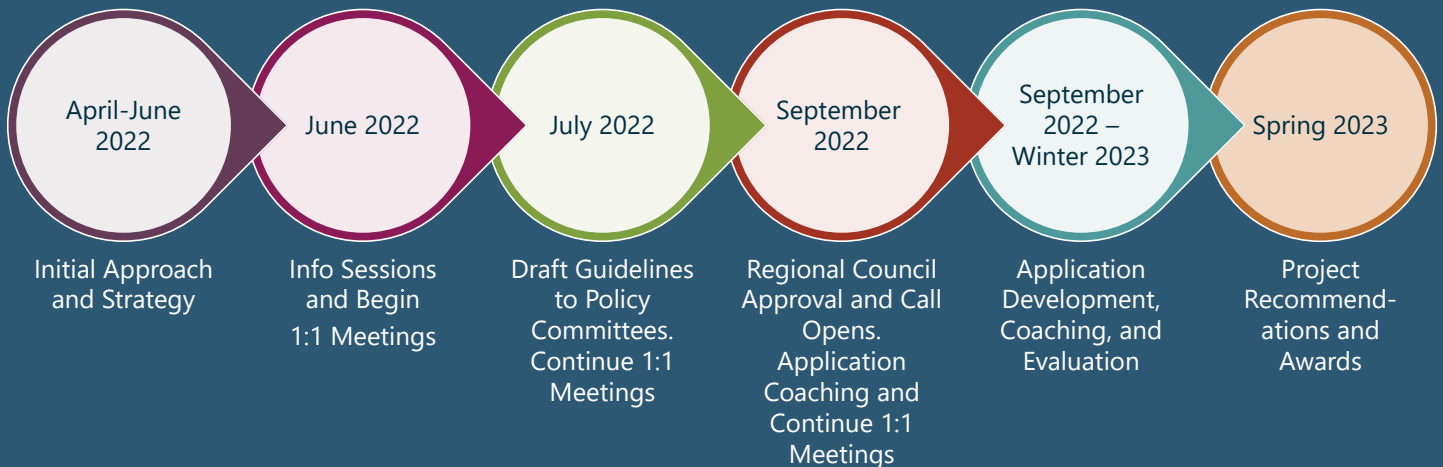 April-June
2022
June 2022
July 2022
September
2022
September
2022 –
Winter 2023
Spring 2023
Initial Approach
and Strategy
Info Sessions
and Begin
1:1 Meetings
Draft Guidelines
to Policy
Committees.
Continue 1:1
Meetings
Regional Council
Approval and Call
Opens.
Application
Coaching and
Continue 1:1
Meetings
Application
Development,
Coaching, and
Evaluation
Project
Recommend-
ations and
Awards